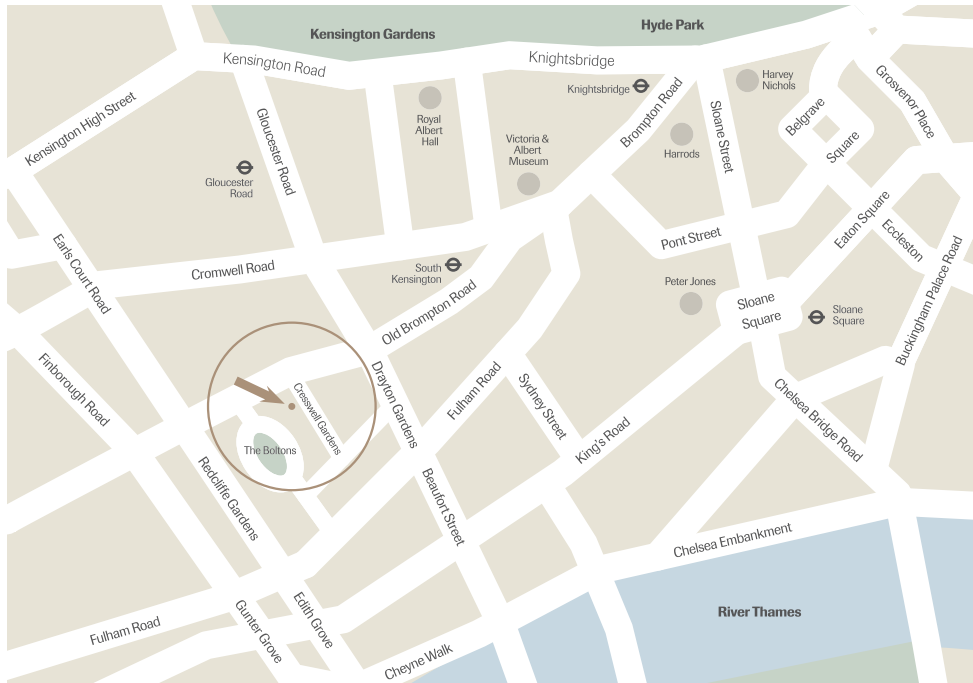 Kensington Gardens
Hyde Park
Kensington Road
Knightsbridge
Kensington High Street
Gloucester Road
Royal
Albert
Hall
Knightsbridge
Brompton Road
Harvey
Nichols
Grosvenor Place
Belgrave
Square
Sloane Street
Harrods
Victoria &
Albert
Museum
Gloucester
Road
Earls Court Road
Cromwell Road
South
Kensington
Old Brompton Road
Pont Street
Eaton Square
Eccleston
Buckingham Palace Road
Peter Jones
Sloane
Square
Sloane
Square
Finborough Road
Drayton Gardens
Cresswell Gardens
The Boltons
Fulham Road
Sydney Street
King's Road
Chelsea Bridge Road
Redcliffe Gardens
Beaufort Street
Chelsea Embankment
River Thames
Fulham Road
Gunter Grove
Edith Grove
Cheyne Walk